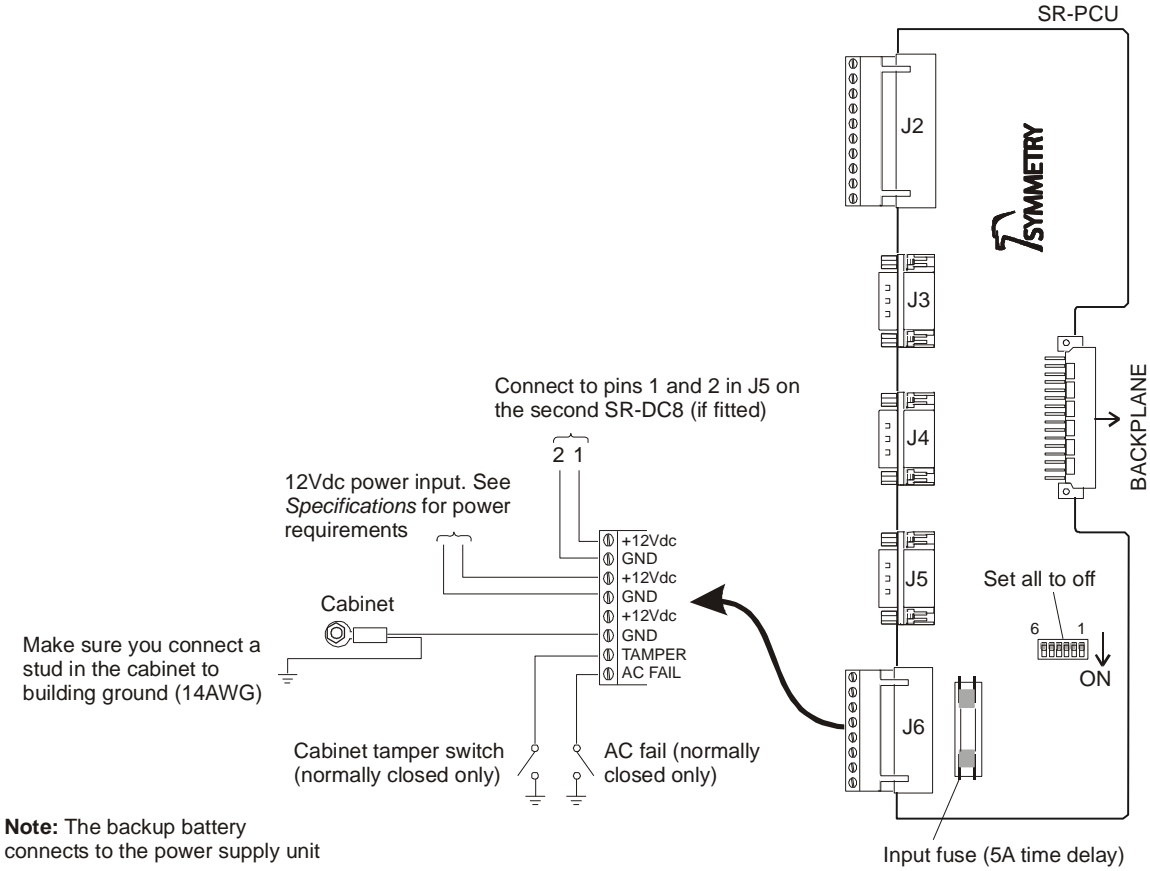 SR-PCU
J2
SYMMETRY
J3
Connect to pins 1 and 2 in J5 on
the second SR-DC8 (if fitted)
2 1
J4
BACKPLANE
12Vdc power input. See
Specifications for power
requirements
+12Vdc
GND
+12Vdc
GND
+12Vdc
GND
TAMPER
AC FAIL
J5
Set all to off
6 1
ON
Cabinet
Make sure you connect a
stud in the cabinet to
building ground (14AWG)
J6
Cabinet tamper switch
(normally closed only)
AC fail (normally
closed only)
Note: The backup battery
connects to the power supply unit
Input fuse (5A time delay)